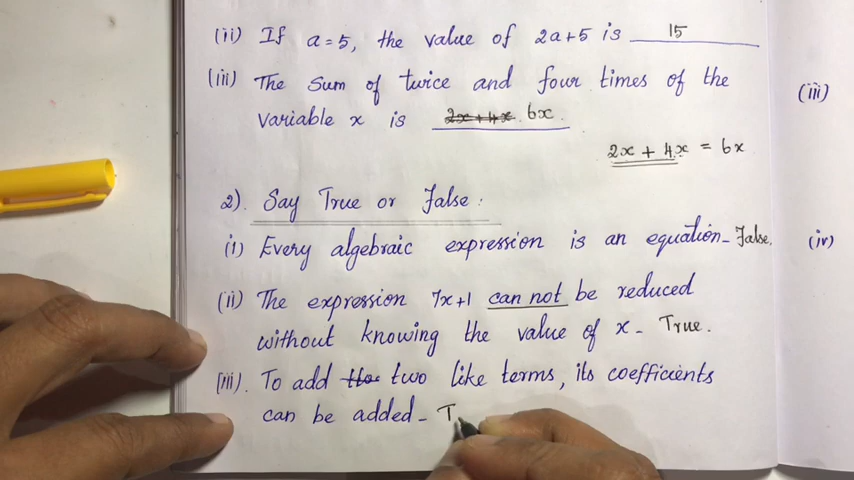 (ii) If a=5, the value of 2a+5 is 15
(iii) The Sum of twice and four times of the
variable x is 2x+4x 6x.
2x + 4x = 6x
2). Say True or False:
(i) Every algebraic expression is an equation- False.
(ii) The expression 7x+1 can not be reduced
without knowing the value of x - True.
(iii). To add two like terms, its coefficients
can be added - T
(iii)
(iv)